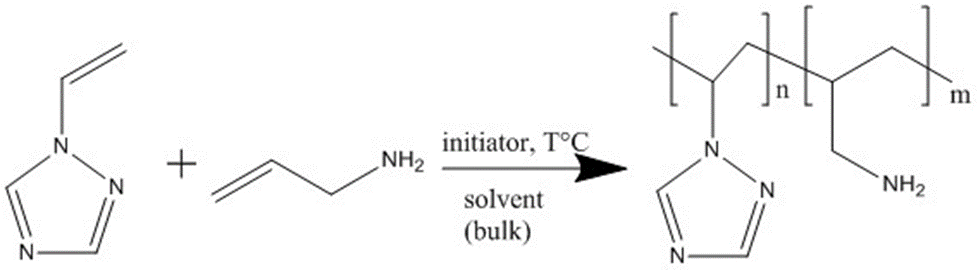 N
N
N
+
NH2
initiator, T°C
solvent
(bulk)
n
m
N
N
N
NH2